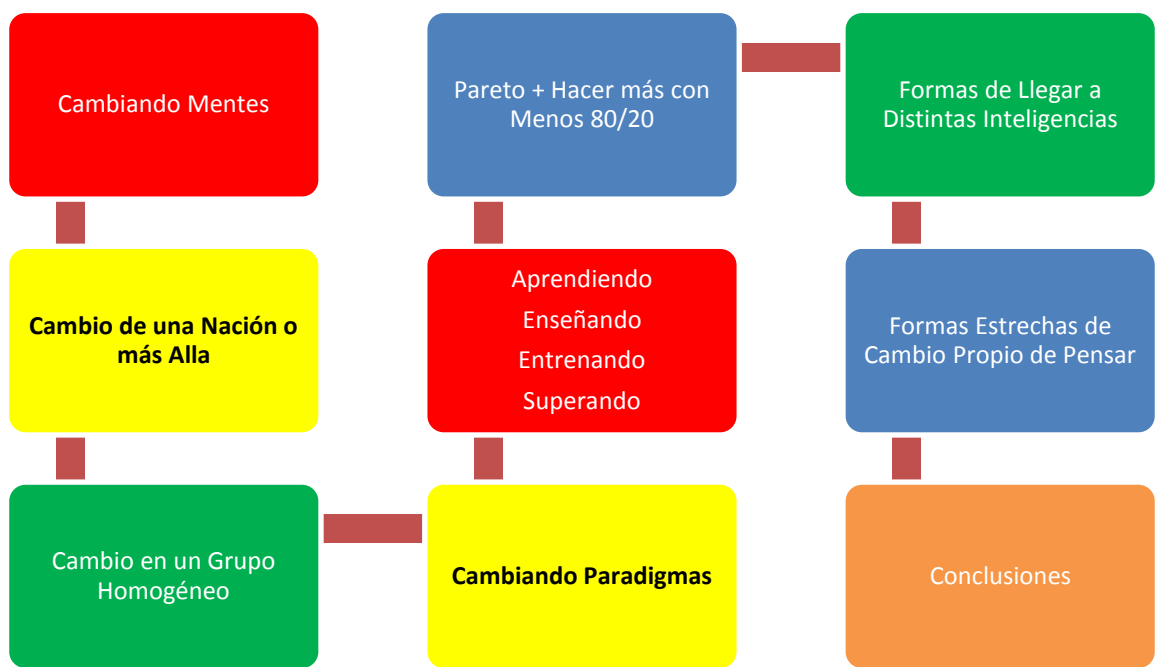 Cambiando Mentes
Cambio de una Nación o
más Alla
Cambio en un Grupo
Homogéneo
Cambiando Paradigmas
Aprendiendo
Enseñando
Entrenando
Superando
Pareto + Hacer más con
Menos 80/20
Formas de Llegar a
Distintas Inteligencias
Formas Estrechas de
Cambio Propio de Pensar
Conclusiones